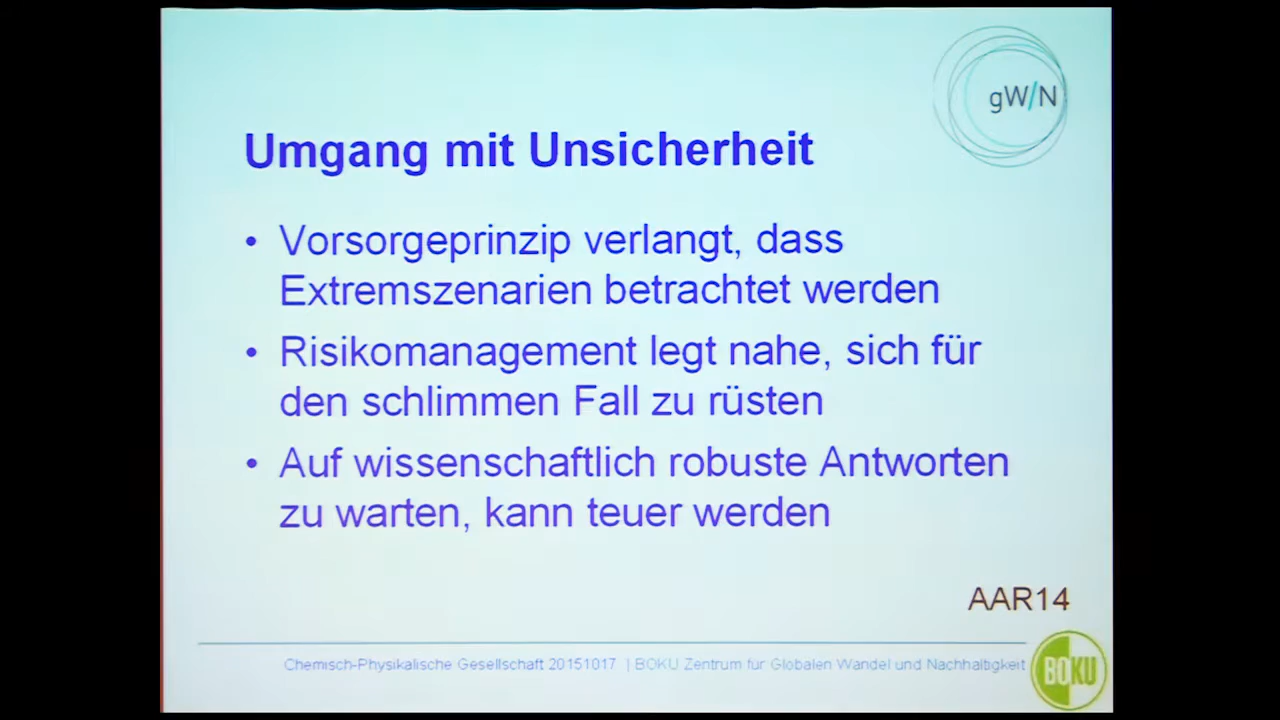 gW/N
Umgang mit Unsicherheit
• Vorsorgeprinzip verlangt, dass
Extremszenarien betrachtet werden
• Risikomanagement legt nahe, sich für
den schlimmen Fall zu rüsten
• Auf wissenschaftlich robuste Antworten
zu warten, kann teuer werden
AAR14
Chemisch-Physikalische Gesellschaft 20151017 | BOKU Zentrum für Globalen Wandel und Nachhaltigkeit
BOKU